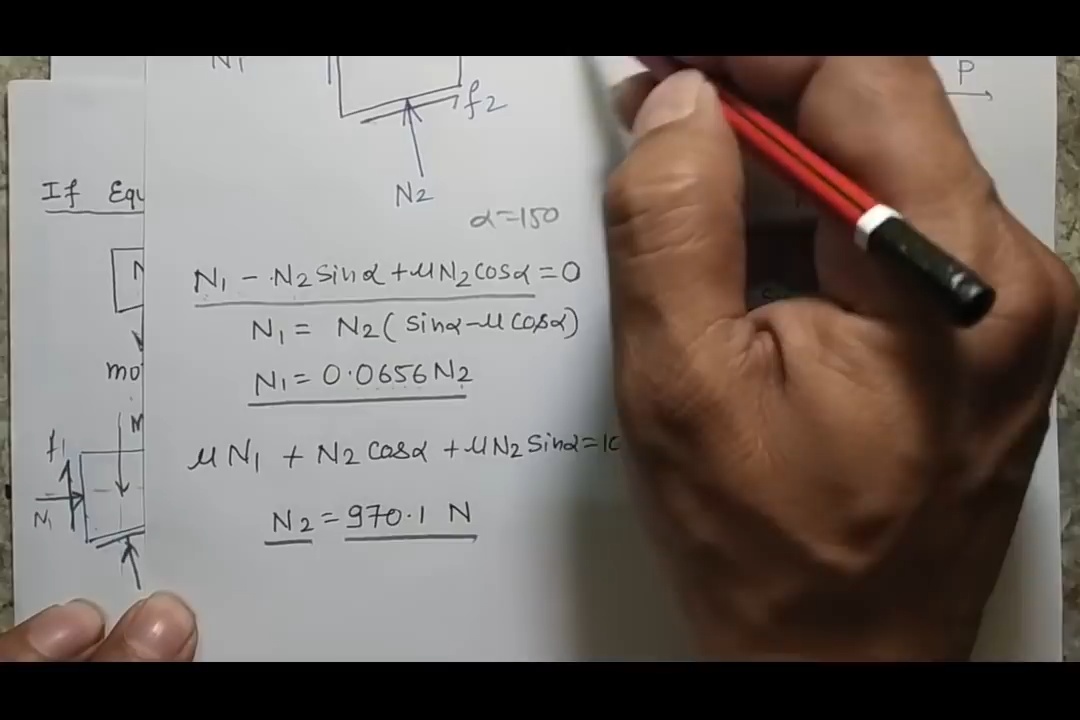 N1
f2
P
N2
If Equ
α=150
N1 - N2 Sinα + μN2 cosα = 0
N1 = N2 ( sinα - μ cosα)
mo
N1 = 0.0656 N2
f1
μ N1 + N2 cosα + μN2 Sinα = 10
N1
N2 = 970.1 N